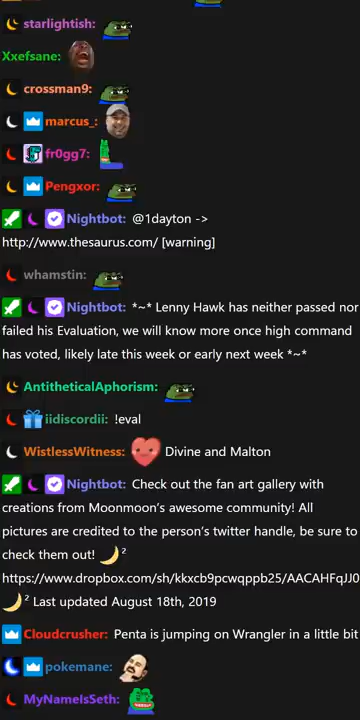 starlightish:
Xxefsane:
crossman9:
marcus_:
fr0gg7:
Pengxor:
Nightbot: @1dayton ->
http://www.thesaurus.com/ [warning]
whamstin:
Nightbot: *~* Lenny Hawk has neither passed nor
failed his Evaluation, we will know more once high command
has voted, likely late this week or early next week *~*
AntitheticalAphorism:
iidiscordii: !eval
WistlessWitness: Divine and Malton
Nightbot: Check out the fan art gallery with
creations from Moonmoon's awesome community! All
pictures are credited to the person's twitter handle, be sure to
check them out! ²
https://www.dropbox.com/sh/kkxcb9pcwqppb25/AACAHFqJJ0
² Last updated August 18th, 2019
Cloudcrusher: Penta is jumping on Wrangler in a little bit
pokemane:
MyNameIsSeth: